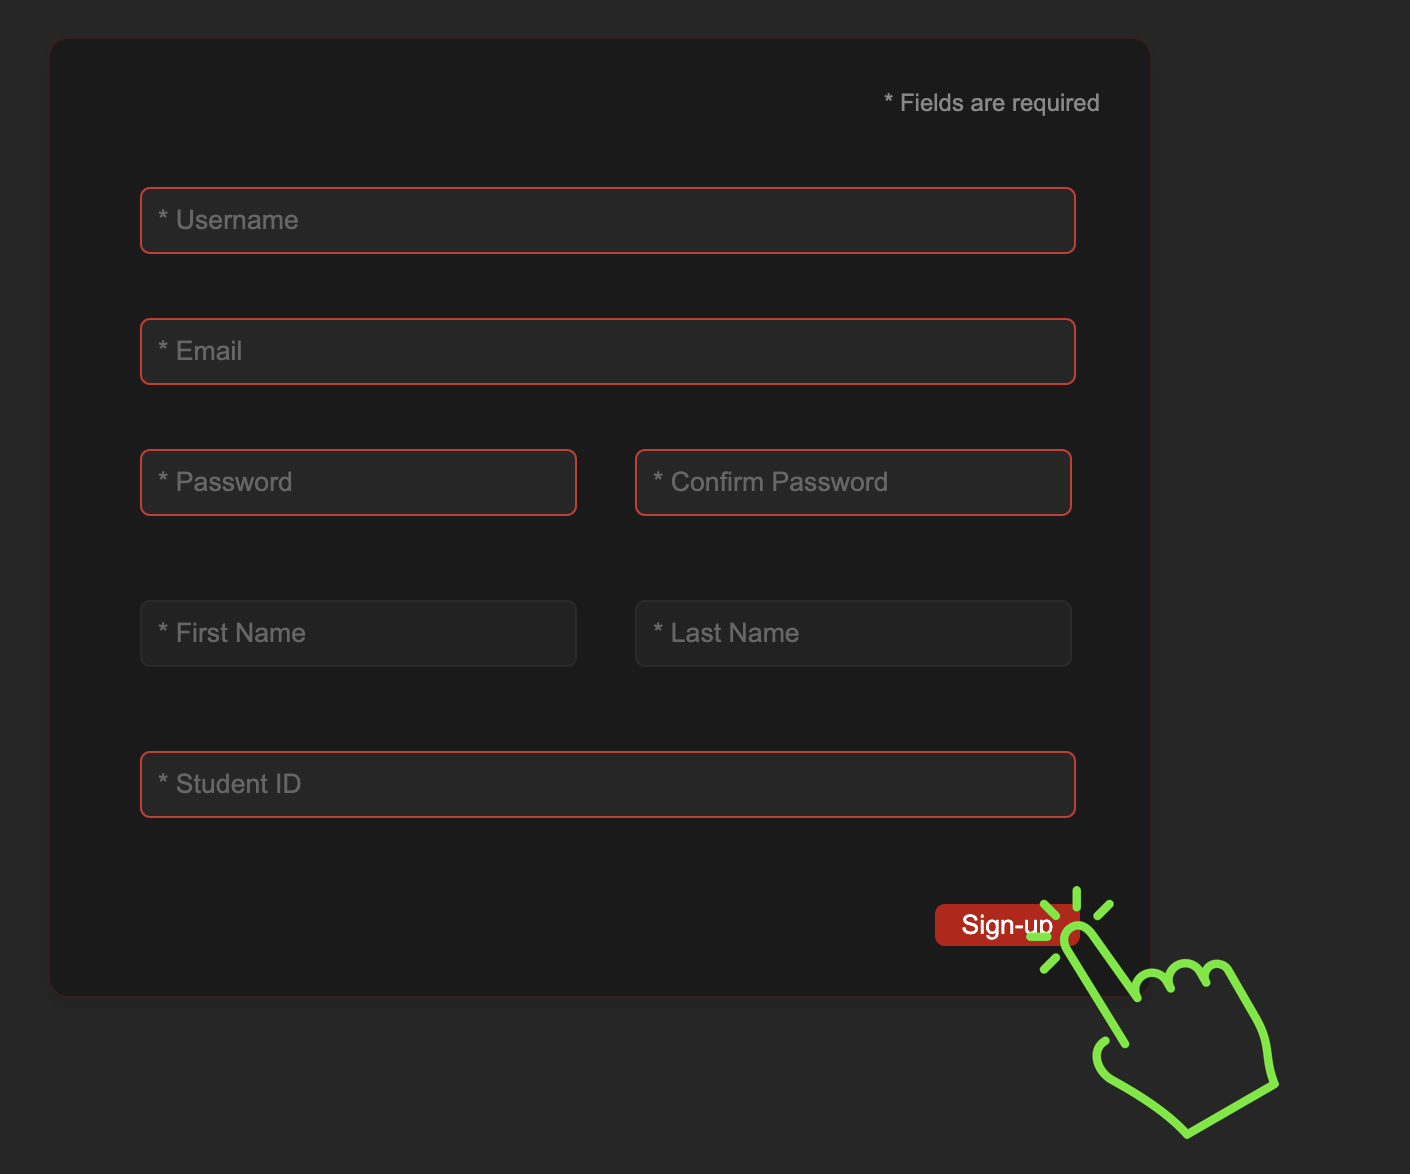 * Fields are required
* Username
* Email
* Password
* Confirm Password
* First Name
* Last Name
* Student ID
Sign-up